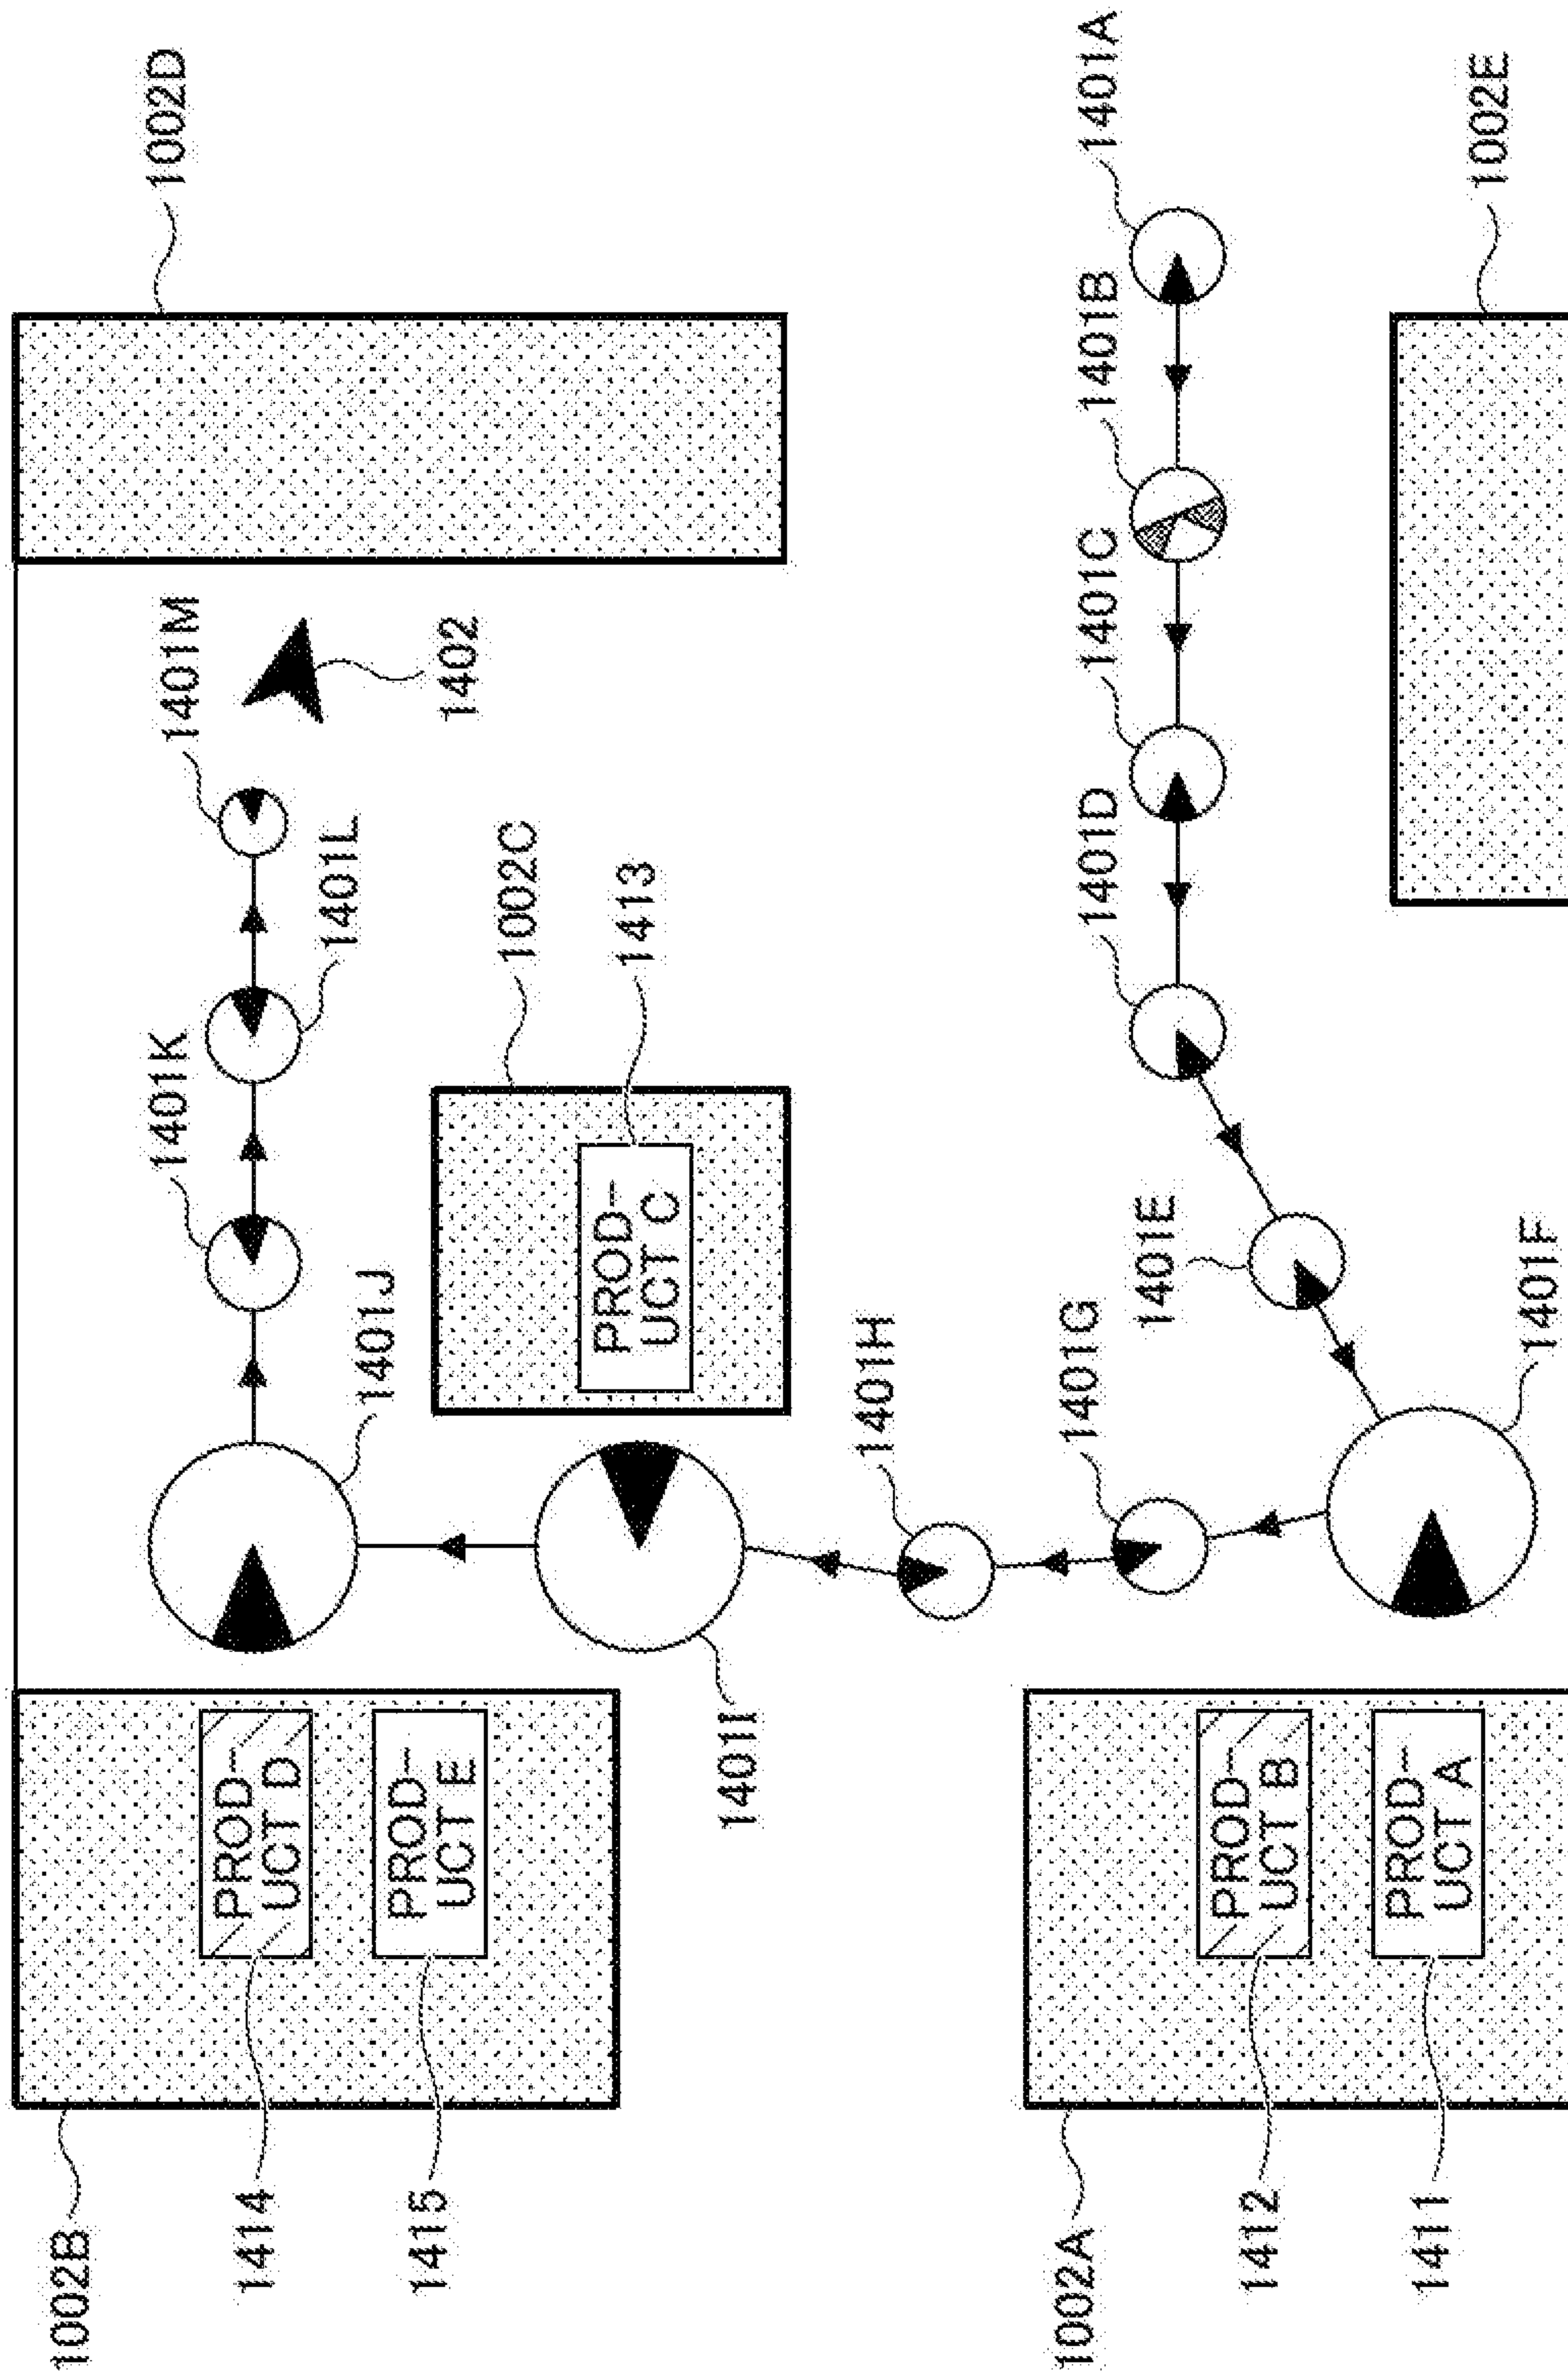 1002B
1401K
1401M
1002D
1414
PROD-
UCT D
1401J
1401L
1415
PROD-
UCT E
1402
1002C
PROD-
UCT C
1413
1401I
1401H
1002A
1401G
1401D
1401C
1401B
1401A
1401E
1412
PROD-
UCT B
1411
PROD-
UCT A
1002E
1401F